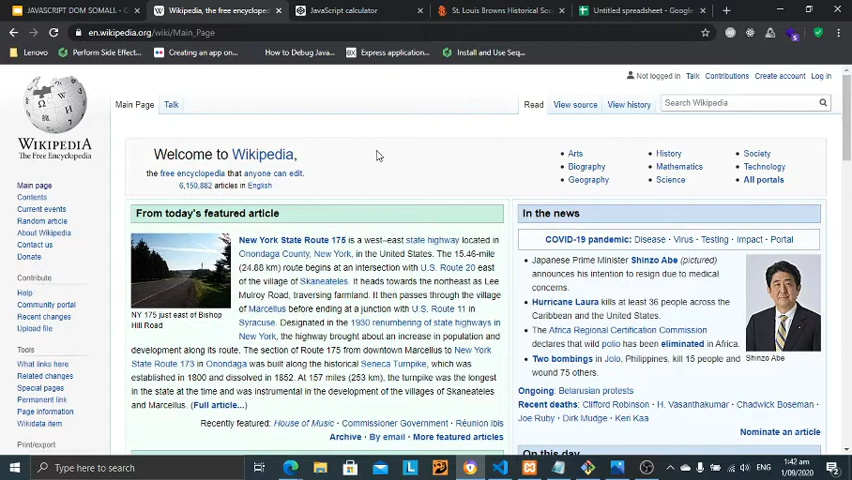 JAVASCRIPT DOM SOMALL - G
Wikipedia, the free encyclopedi
JavaScript calculator
St. Louis Browns Historical Soc
Untitled spreadsheet - Google
en.wikipedia.org/wiki/Main_Page
Lenovo
Perform Side Effect...
Creating an app on...
How to Debug Java...
Express application...
Install and Use Seq...
Not logged in Talk Contributions Create account Log in
Main Page Talk
Read View source View history
Search Wikipedia
WIKIPEDIA
The Free Encyclopedia
Main page
Contents
Current events
Random article
About Wikipedia
Contact us
Donate
Contribute
Help
Community portal
Recent changes
Upload file
Tools
What links here
Related changes
Special pages
Permanent link
Page information
Wikidata item
Print/export
Welcome to Wikipedia,
the free encyclopedia that anyone can edit.
6,150,882 articles in English
Arts
Biography
Geography
History
Mathematics
Science
Society
Technology
All portals
From today's featured article
New York State Route 175 is a west–east state highway located in
Onondaga County, New York, in the United States. The 15.46-mile
(24.88 km) route begins at an intersection with U.S. Route 20 east
of the village of Skaneateles. It heads towards the northeast as Lee
Mulroy Road, traversing farmland. It then passes through the village
of Marcellus before ending at a junction with U.S. Route 11 in
Syracuse. Designated in the 1930 renumbering of state highways in
New York, the highway brought about an increase in population and
development along its route. The section of Route 175 from downtown Marcellus to New York
State Route 173 in Onondaga was built along the historical Seneca Turnpike, which was
established in 1800 and dissolved in 1852. At 157 miles (253 km), the turnpike was the longest
in the state at the time and was instrumental in the development of the villages of Skaneateles
and Marcellus. (Full article...)
NY 175 just east of Bishop
Hill Road
Recently featured: House of Music · Commissioner Government · Réunion ibis
Archive · By email · More featured articles
In the news
COVID-19 pandemic: Disease · Virus · Testing · Impact · Portal
Japanese Prime Minister Shinzo Abe (pictured)
announces his intention to resign due to medical
concerns.
Hurricane Laura kills at least 36 people across the
Caribbean and the United States.
The Africa Regional Certification Commission
declares that wild polio has been eliminated in Africa.
Two bombings in Jolo, Philippines, kill 15 people and
wound 75 others.
Shinzo Abe
Ongoing: Belarusian protests
Recent deaths: Clifford Robinson · H. Vasanthakumar · Chadwick Boseman ·
Joe Ruby · Dirk Mudge · Keri Kaa
Nominate an article
On this day
Type here to search
ENG
1:42 am
1/09/2020
2